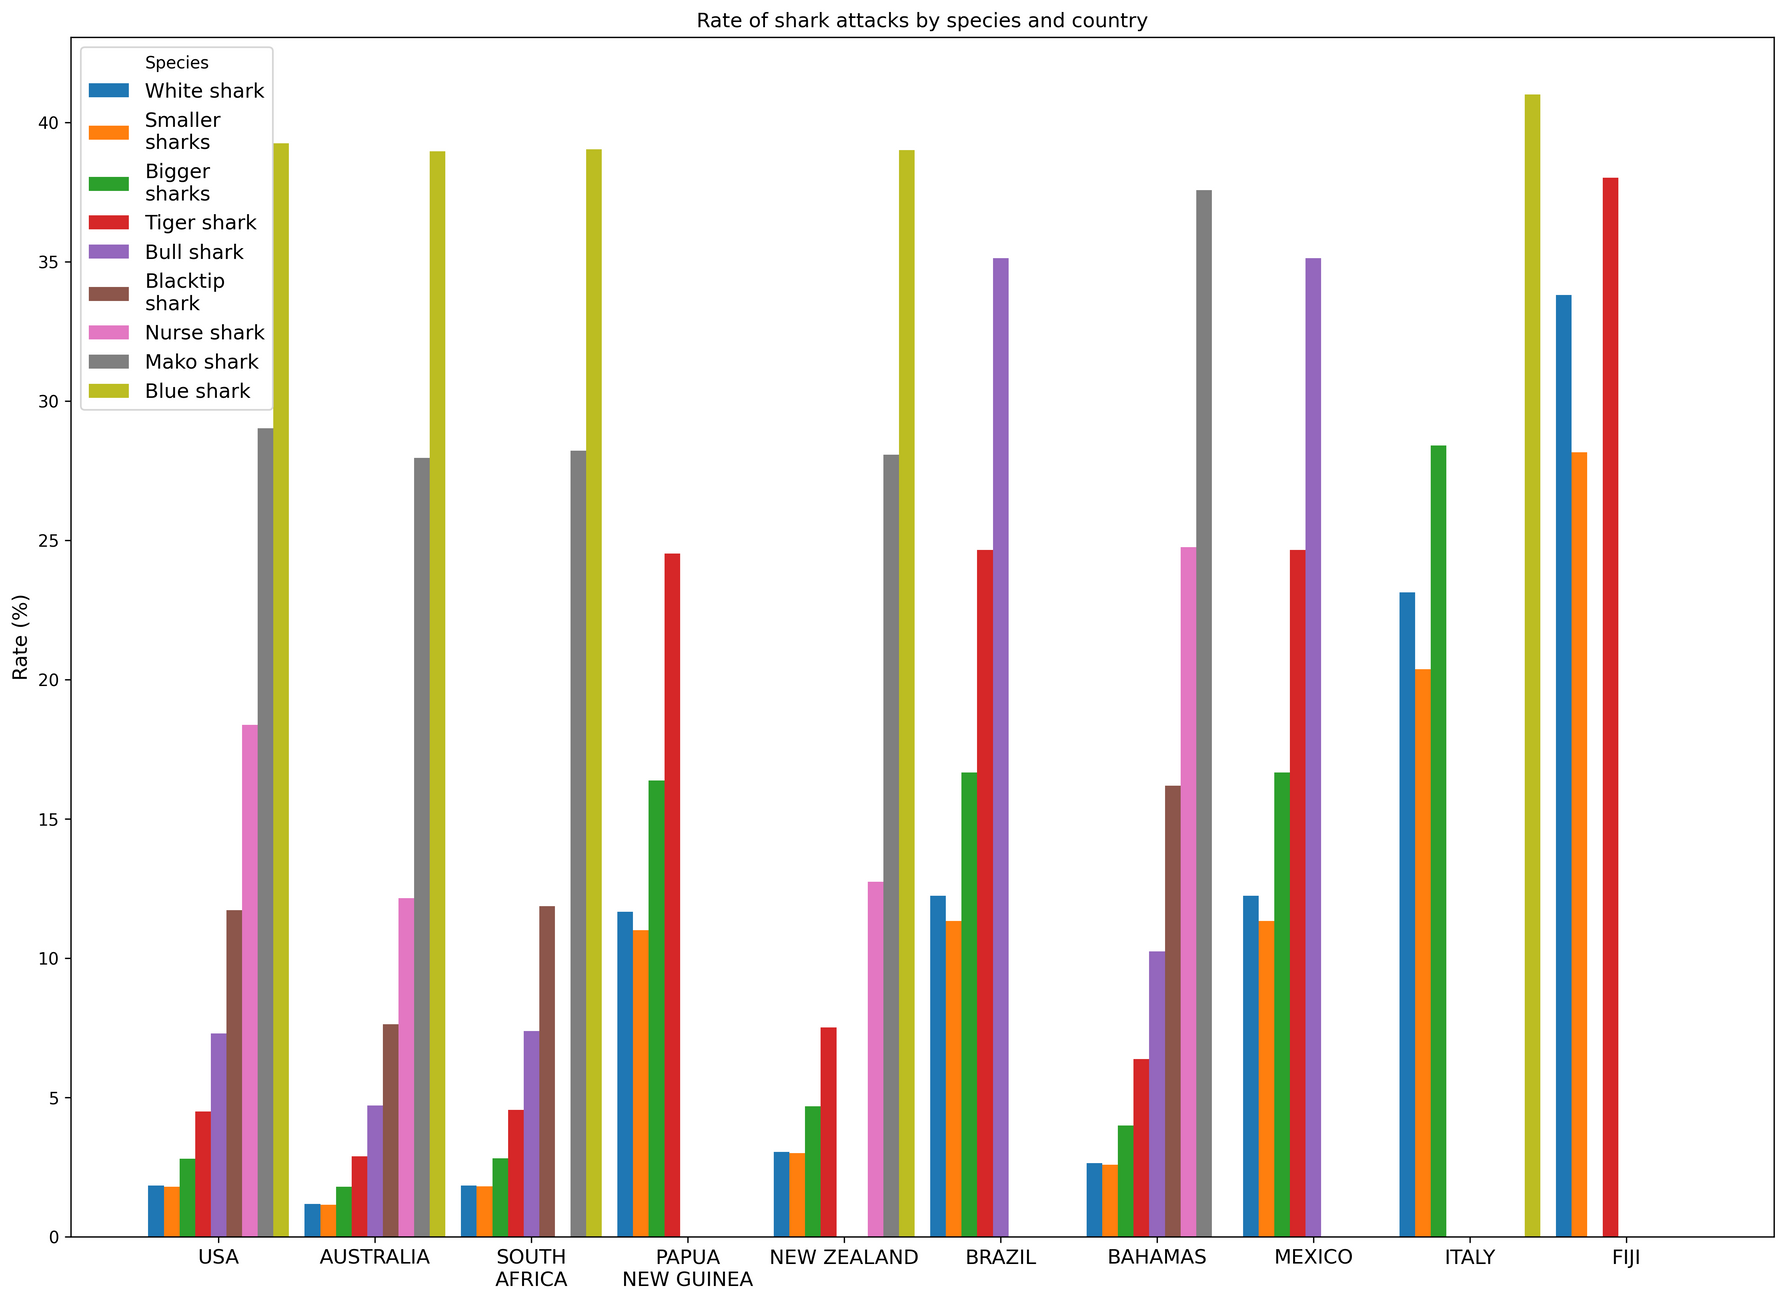 Rate of shark attacks by species and country
Species
White shark
Smaller
sharks
Bigger
sharks
Tiger shark
Bull shark
Blacktip
shark
Nurse shark
Mako shark
Blue shark
Rate (%)
40
35
30
25
20
15
10
5
0
USA
AUSTRALIA
SOUTH
AFRICA
PAPUA
NEW GUINEA
NEW ZEALAND
BRAZIL
BAHAMAS
MEXICO
ITALY
FIJI